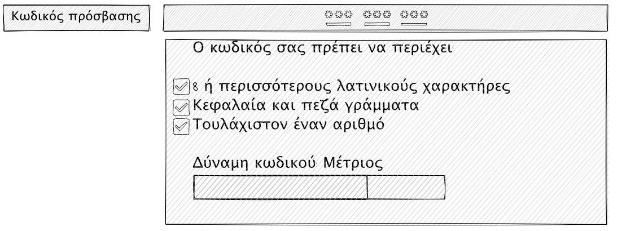 Κωδικός πρόσβασης
Ο κωδικός σας πρέπει να περιέχει
8 ή περισσότερους λατινικούς χαρακτήρες
Κεφαλαία και πεζά γράμματα
Τουλάχιστον έναν αριθμό
Δύναμη κωδικού Μέτριος